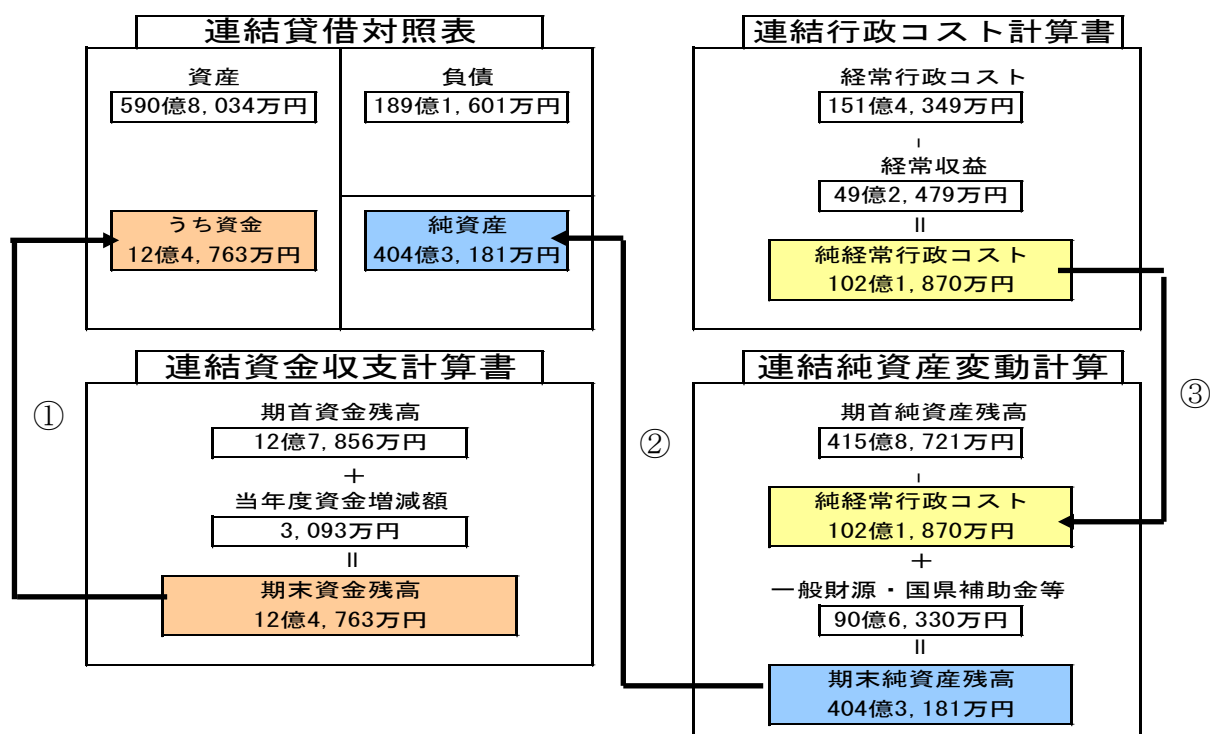 連結貸借対照表
資産
590億8,034万円
負債
189億1,601万円
うち資金
12億4,763万円
純資産
404億3,181万円
連結行政コスト計算書
経常行政コスト
151億4,349万円
-
経常収益
49億2,479万円
=
純経常行政コスト
102億1,870万円
①
②
③
連結資金収支計算書
期首資金残高
12億7,856万円
+
当年度資金増減額
3,093万円
=
期末資金残高
12億4,763万円
連結純資産変動計算
期首純資産残高
415億8,721万円
-
純経常行政コスト
102億1,870万円
+
一般財源・国県補助金等
90億6,330万円
=
期末純資産残高
404億3,181万円